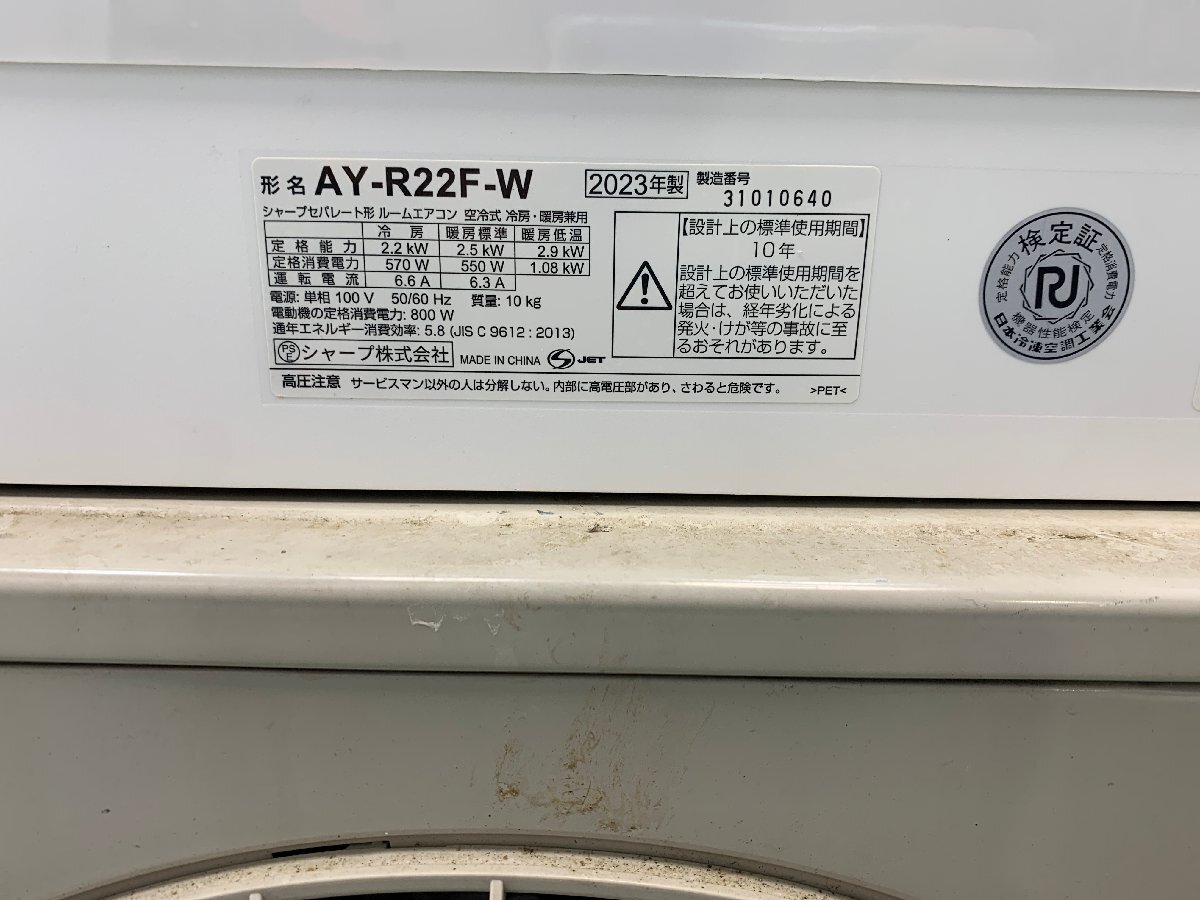 形名 AY-R22F-W 2023年製 製造番号 31010640
シャープセパレート形 ルームエアコン 空冷式 冷房・暖房兼用
冷房 暖房標準 暖房低温
定格能力 2.2 kW 2.5 kW 2.9 kW
定格消費電力 570 W 550 W 1.08 kW
運転電流 6.6 A 6.3 A
電源: 単相 100 V 50/60 Hz 質量: 10 kg
電動機の定格消費電力: 800 W
通年エネルギー消費効率: 5.8 (JIS C 9612 : 2013)
PSE シャープ株式会社 MADE IN CHINA S JET
【設計上の標準使用期間】
10年
設計上の標準使用期間を
超えてお使いいただいた
場合は、経年劣化による
発火・けが等の事故に至
るおそれがあります。
高圧注意 サービスマン以外の人は分解しない。内部に高電圧部があり、さわると危険です。 >PET<
検定証
定格能力 定格消費電力
機器性能検定
日本冷凍空調工業会